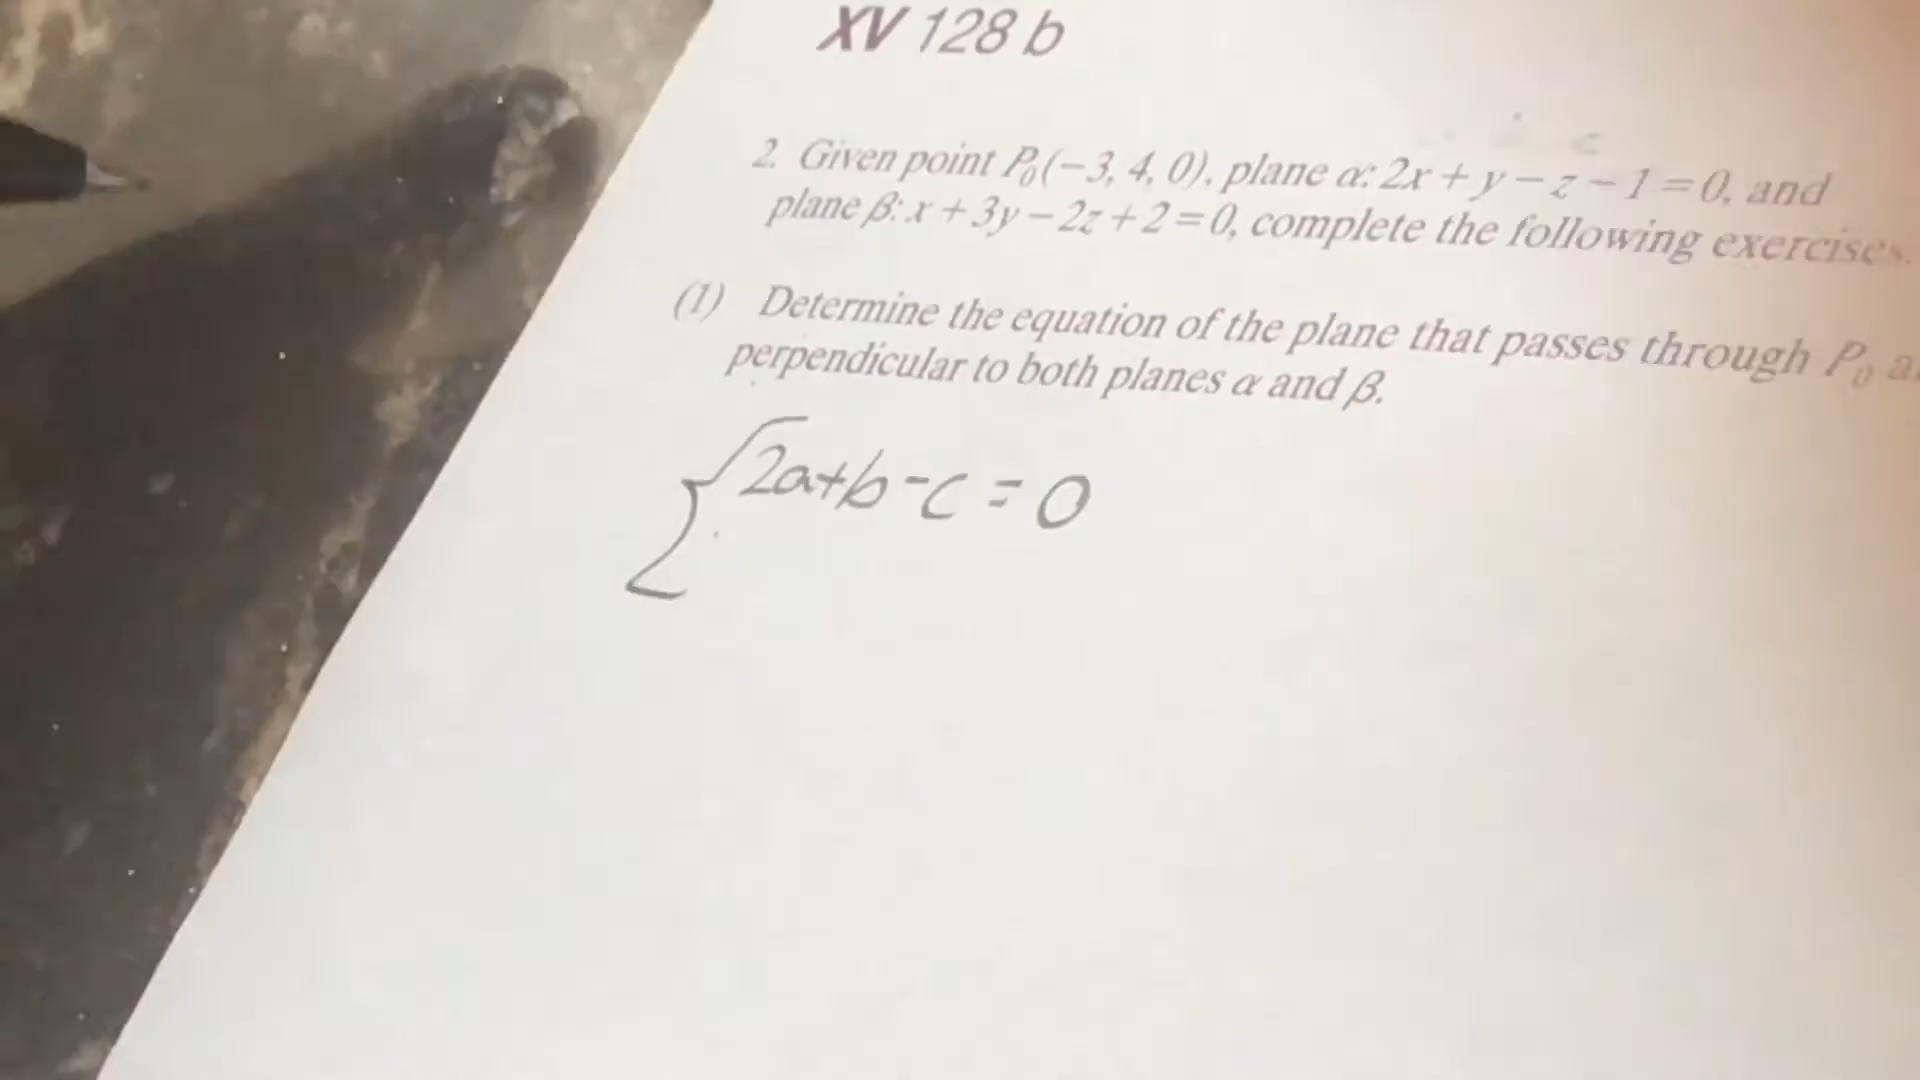 XV 128 b
2. Given point P₀(−3, 4, 0), plane α: 2x + y − z − 1 = 0, and
plane β: x + 3y − 2z + 2 = 0, complete the following exercises.
(1) Determine the equation of the plane that passes through P₀
perpendicular to both planes α and β.
{2a+b-c=0